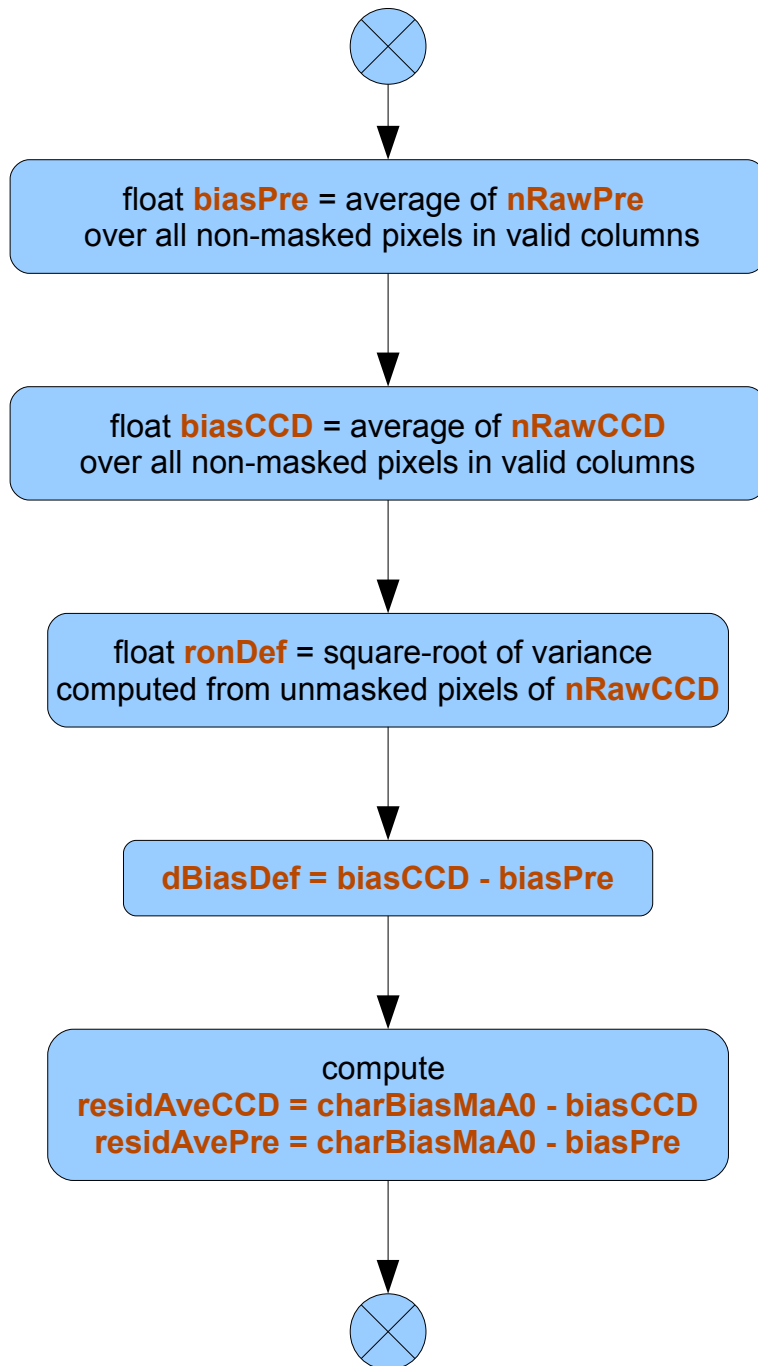 float biasPre = average of nRawPre
over all non-masked pixels in valid columns
float biasCCD = average of nRawCCD
over all non-masked pixels in valid columns
float ronDef = square-root of variance
computed from unmasked pixels of nRawCCD
dBiasDef = biasCCD - biasPre
compute
residAveCCD = charBiasMaA0 - biasCCD
residAvePre = charBiasMaA0 - biasPre